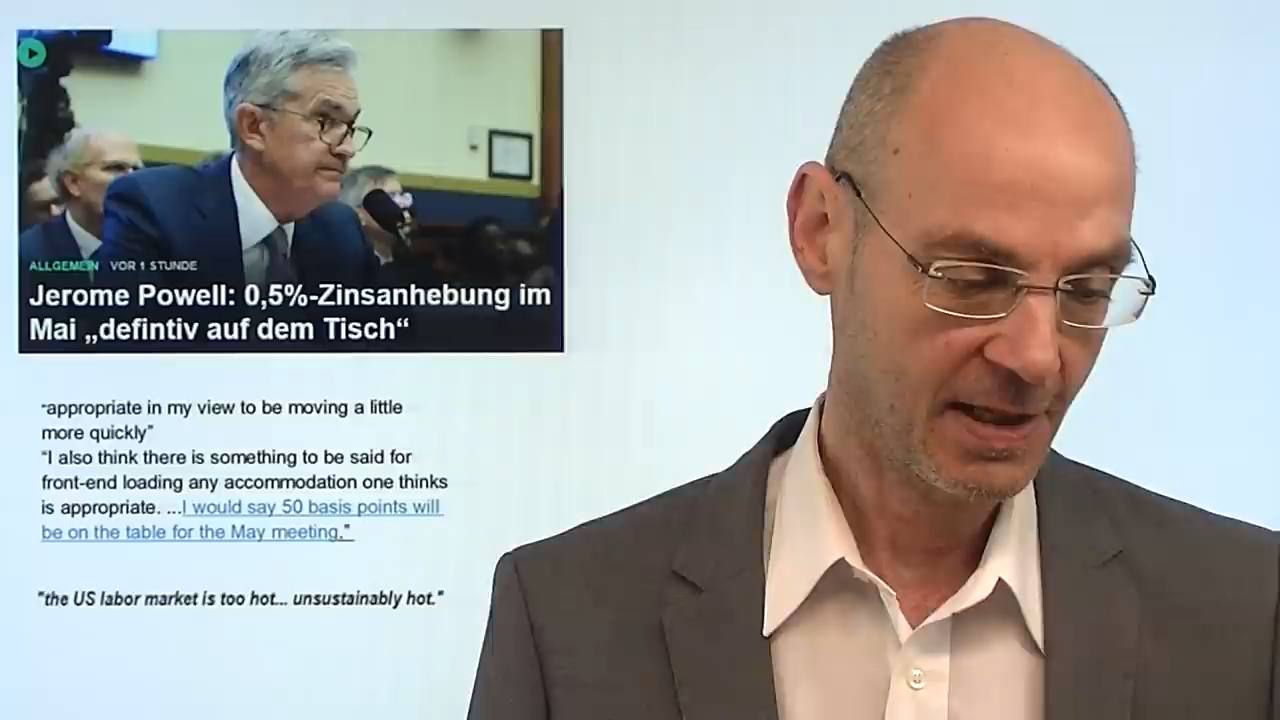 ALLGEMEIN VOR 1 STUNDE
Jerome Powell: 0,5%-Zinsanhebung im
Mai „defintiv auf dem Tisch“
“appropriate in my view to be moving a little
more quickly”
“I also think there is something to be said for
front-end loading any accommodation one thinks
is appropriate. ...I would say 50 basis points will
be on the table for the May meeting.”
"the US labor market is too hot... unsustainably hot."